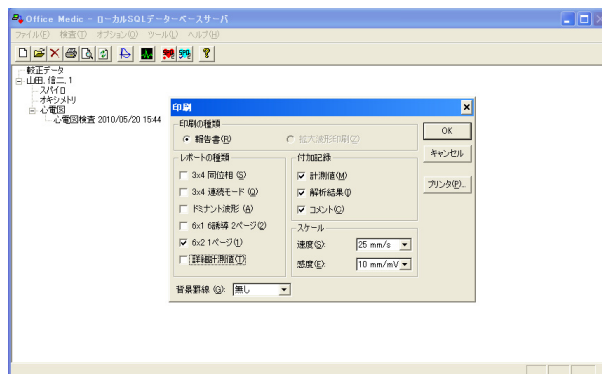 Office Medic - ローカルSQLデータベースサーバ
ファイル(F) 検査(T) オプション(O) ツール(L) ヘルプ(H)
較正データ
山田, 信二, 1
スパイロ
オキシメトリ
心電図
心電図検査 2010/05/20 15:44
印刷
印刷の種類
報告書(R)
拡大波形印刷(Z)
OK
キャンセル
プリンタ(P)...
レポートの種類
3x4 同位相 (S)
3x4 連続モード (Q)
ドミナント波形 (A)
6x1 6誘導 2ページ(2)
6x2 1ページ(1)
詳細計測値(T)
付加記録
計測値(M)
解析結果(I)
コメント(C)
スケール
速度(S): 25 mm/s
感度(E): 10 mm/mV
背景罫線 (G): 無し